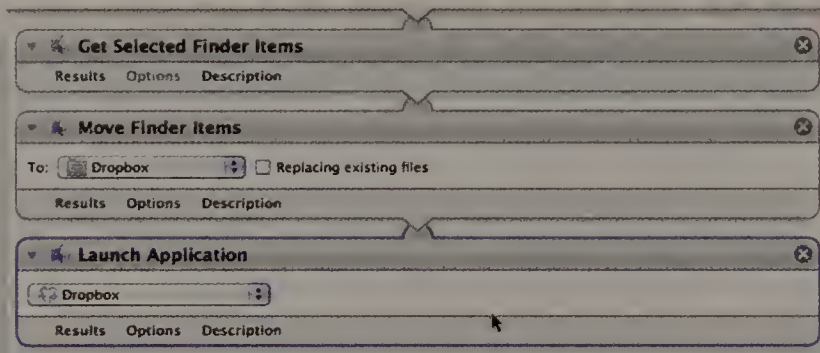 Get Selected Finder Items
Results Options Description
Move Finder Items
To: Dropbox Replacing existing files
Results Options Description
Launch Application
Dropbox
Results Options Description